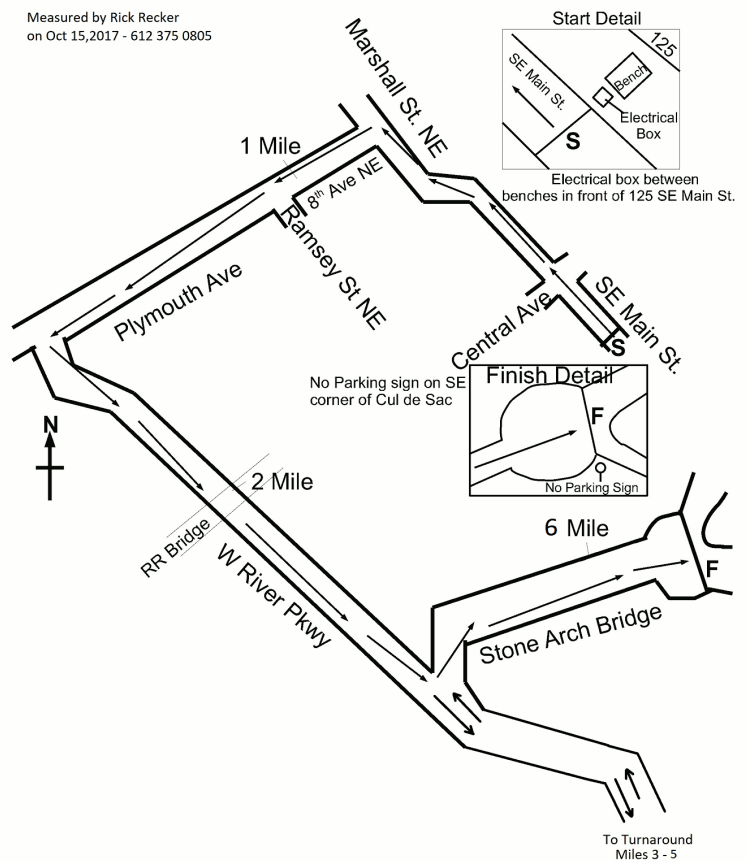 Measured by Rick Recker
on Oct 15,2017 - 612 375 0805
Start Detail
125
SE Main St.
Bench
Electrical
Box
S
Electrical box between
benches in front of 125 SE Main St.
Marshall St. NE
1 Mile
8th Ave NE
Ramsey St NE
Plymouth Ave
Central Ave
SE Main St.
S
No Parking sign on SE
corner of Cul de Sac
Finish Detail
F
No Parking Sign
N
2 Mile
RR Bridge
W River Pkwy
6 Mile
F
Stone Arch Bridge
To Turnaround
Miles 3 - 5